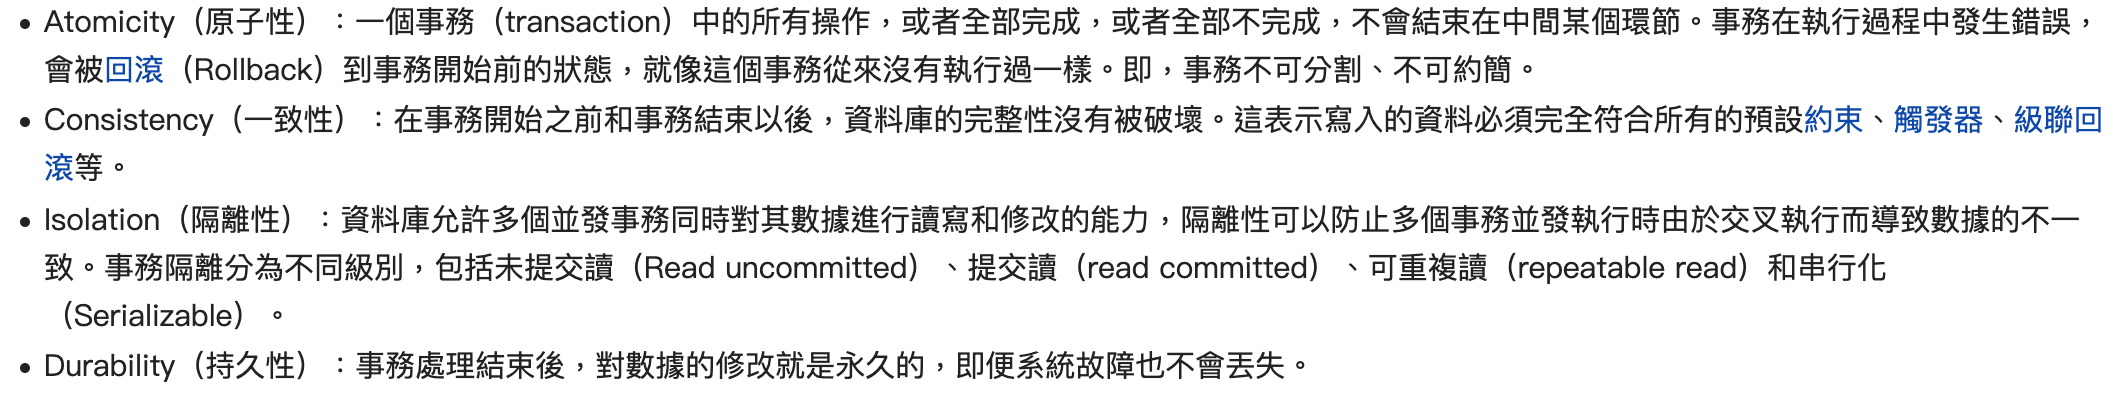 • Atomicity（原子性）：一個事務（transaction）中的所有操作，或者全部完成，或者全部不完成，不會結束在中間某個環節。事務在執行過程中發生錯誤，
會被回滾（Rollback）到事務開始前的狀態，就像這個事務從來沒有執行過一樣。即，事務不可分割、不可約簡。
• Consistency（一致性）：在事務開始之前和事務結束以後，資料庫的完整性沒有被破壞。這表示寫入的資料必須完全符合所有的預設約束、觸發器、級聯回
滾等。
• Isolation（隔離性）：資料庫允許多個並發事務同時對其數據進行讀寫和修改的能力，隔離性可以防止多個事務並發執行時由於交叉執行而導致數據的不一
致。事務隔離分為不同級別，包括未提交讀（Read uncommitted）、提交讀（read committed）、可重複讀（repeatable read）和串行化
（Serializable）。
• Durability（持久性）：事務處理結束後，對數據的修改就是永久的，即便系統故障也不會丟失。